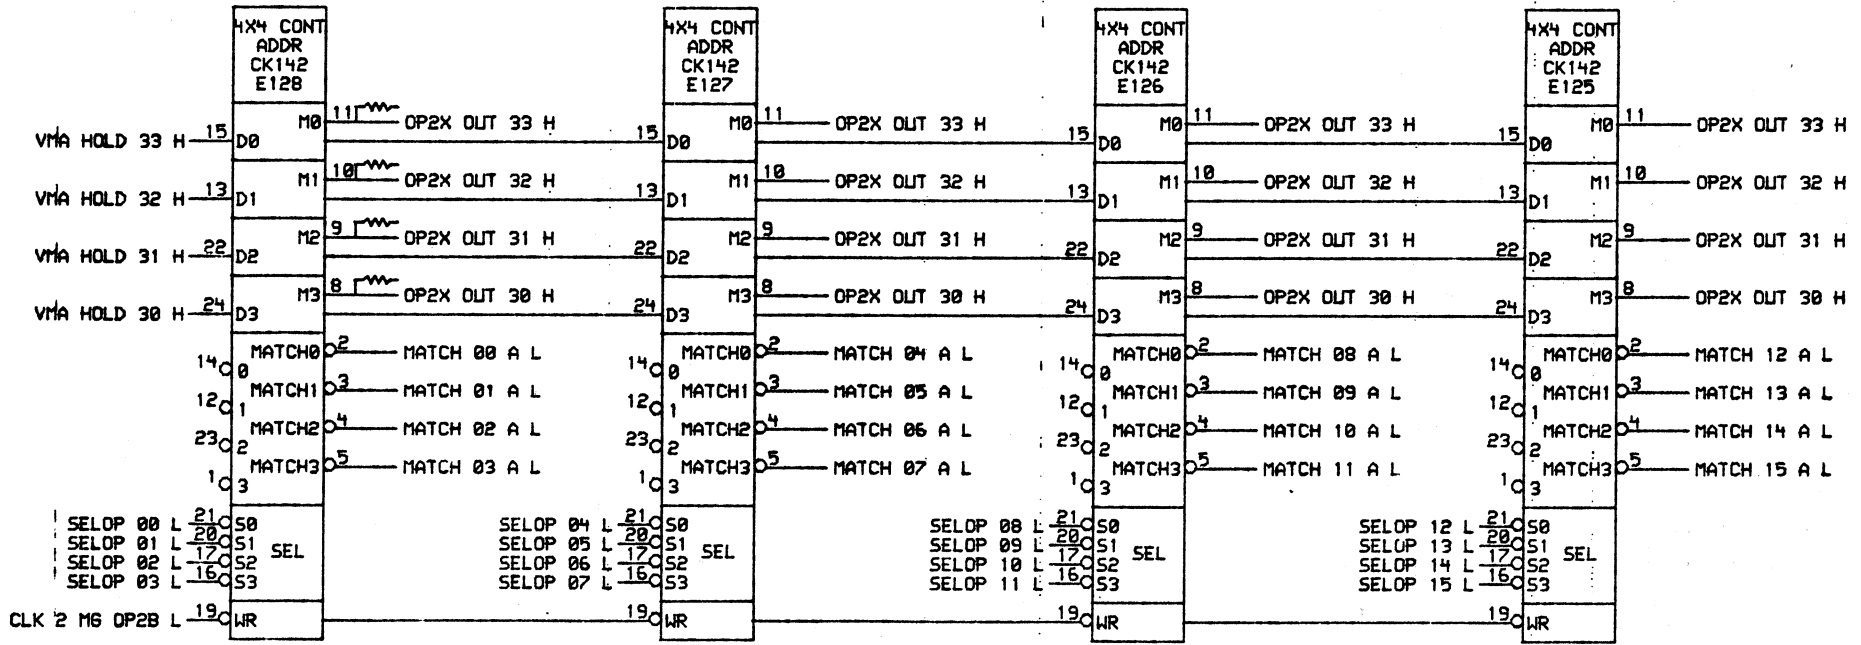 4X4 CONT
ADDR
CK142
E128
4X4 CONT
ADDR
CK142
E127
4X4 CONT
ADDR
CK142
E126
4X4 CONT
ADDR
CK142
E125
VMA HOLD 33 H 15 D0 M0 11 OP2X OUT 33 H 15 D0 M0 11 OP2X OUT 33 H 15 D0 M0 11 OP2X OUT 33 H 15 D0 M0 11 OP2X OUT 33 H
VMA HOLD 32 H 13 D1 M1 10 OP2X OUT 32 H 13 D1 M1 10 OP2X OUT 32 H 13 D1 M1 10 OP2X OUT 32 H 13 D1 M1 10 OP2X OUT 32 H
VMA HOLD 31 H 22 D2 M2 9 OP2X OUT 31 H 22 D2 M2 9 OP2X OUT 31 H 22 D2 M2 9 OP2X OUT 31 H 22 D2 M2 9 OP2X OUT 31 H
VMA HOLD 30 H 24 D3 M3 8 OP2X OUT 30 H 24 D3 M3 8 OP2X OUT 30 H 24 D3 M3 8 OP2X OUT 30 H 24 D3 M3 8 OP2X OUT 30 H
14 0 MATCH0 2 MATCH 00 A L 14 0 MATCH0 2 MATCH 04 A L 14 0 MATCH0 2 MATCH 08 A L 14 0 MATCH0 2 MATCH 12 A L
12 1 MATCH1 3 MATCH 01 A L 12 1 MATCH1 3 MATCH 05 A L 12 1 MATCH1 3 MATCH 09 A L 12 1 MATCH1 3 MATCH 13 A L
23 2 MATCH2 4 MATCH 02 A L 23 2 MATCH2 4 MATCH 06 A L 23 2 MATCH2 4 MATCH 10 A L 23 2 MATCH2 4 MATCH 14 A L
1 3 MATCH3 5 MATCH 03 A L 1 3 MATCH3 5 MATCH 07 A L 1 3 MATCH3 5 MATCH 11 A L 1 3 MATCH3 5 MATCH 15 A L
SELOP 00 L 21 S0 SELOP 04 L 21 S0 SELOP 08 L 21 S0 SELOP 12 L 21 S0
SELOP 01 L 20 S1 SELOP 05 L 20 S1 SELOP 09 L 20 S1 SELOP 13 L 20 S1
SEL SEL SEL SEL
SELOP 02 L 17 S2 SELOP 06 L 17 S2 SELOP 10 L 17 S2 SELOP 14 L 17 S2
SELOP 03 L 16 S3 SELOP 07 L 16 S3 SELOP 11 L 16 S3 SELOP 15 L 16 S3
CLK 2 M6 OP2B L 19 WR 19 WR 19 WR 19 WR